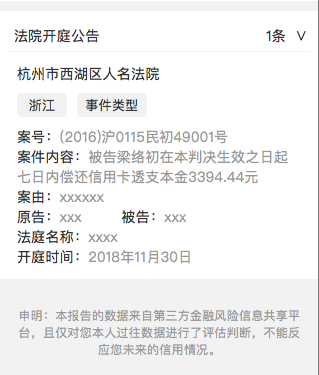 法院开庭公告 1条 ∨
杭州市西湖区人名法院
浙江 事件类型
案号：(2016)沪0115民初49001号
案件内容：被告梁络初在本判决生效之日起
七日内偿还信用卡透支本金3394.44元
案由：xxxxxx
原告：xxx 被告：xxx
法庭名称：xxxx
开庭时间：2018年11月30日
申明：本报告的数据来自第三方金融风险信息共享平
台，且仅对您本人过往数据进行了评估判断，不能反
应您未来的信用情况。